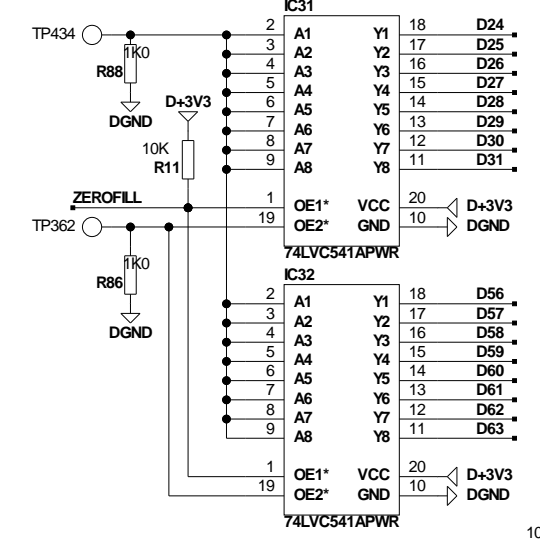 IC31
TP434 2 A1 Y1 18 D24
1K0 3 A2 Y2 17 D25
R88 4 A3 Y3 16 D26
5 A4 Y4 15 D27
D+3V3 6 A5 Y5 14 D28
DGND 7 A6 Y6 13 D29
10K 8 A7 Y7 12 D30
R11 9 A8 Y8 11 D31
ZEROFILL 1 OE1* VCC 20 D+3V3
TP362 19 OE2* GND 10 DGND
74LVC541APWR
1K0 IC32
R86 2 A1 Y1 18 D56
3 A2 Y2 17 D57
DGND 4 A3 Y3 16 D58
5 A4 Y4 15 D59
6 A5 Y5 14 D60
7 A6 Y6 13 D61
8 A7 Y7 12 D62
9 A8 Y8 11 D63
1 OE1* VCC 20 D+3V3
19 OE2* GND 10 DGND
74LVC541APWR
10